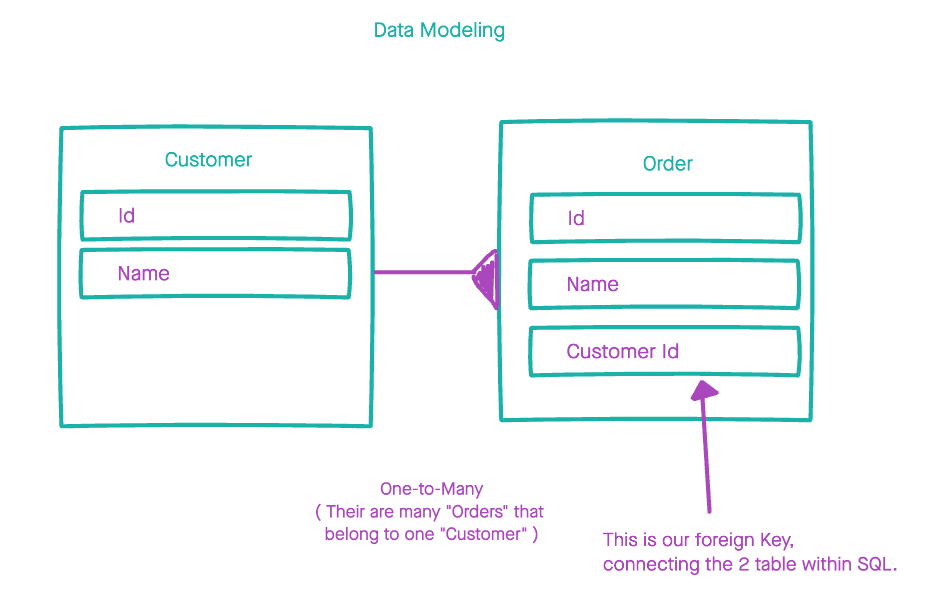 Data Modeling
Customer
Id
Name
Order
Id
Name
Customer Id
One-to-Many
( Their are many "Orders" that
belong to one "Customer" )
This is our foreign Key,
connecting the 2 table within SQL.